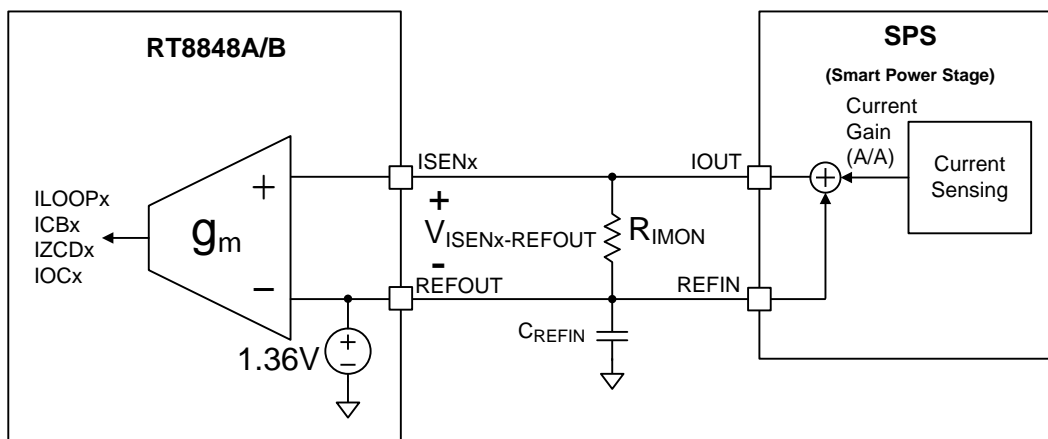 RT8848A/B
SPS
(Smart Power Stage)
Current
Gain
(A/A)
Current
Sensing
ISENx
IOUT
+
ILOOPx
ICBx
IZCDx
IOCx
gm
+
VISENx-REFOUT
-
RIMON
−
REFOUT
REFIN
CREFIN
1.36V
+
−